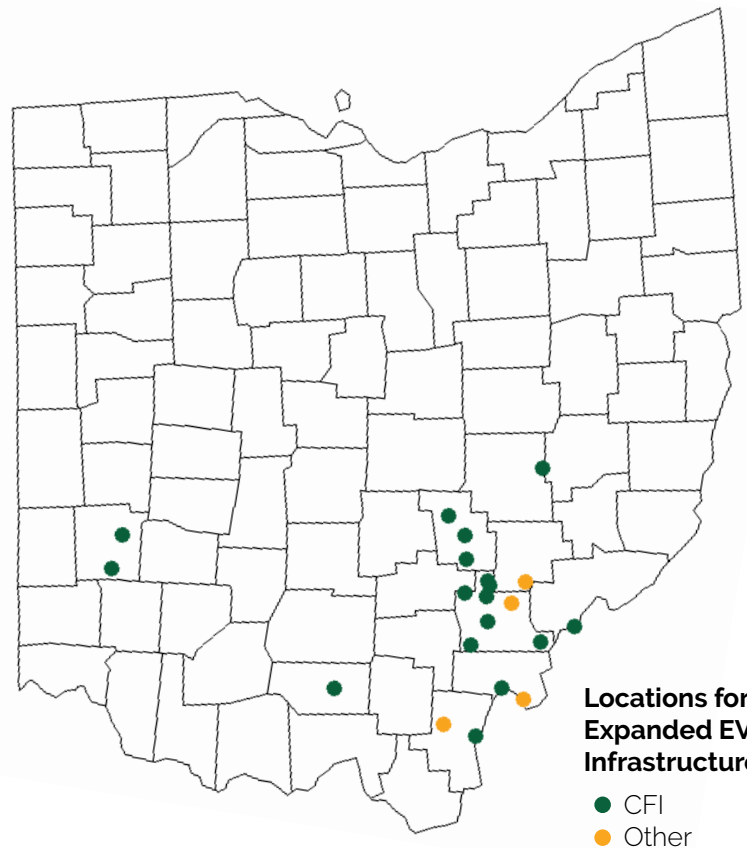 Locations for
Expanded EV
Infrastructure
CFI
Other